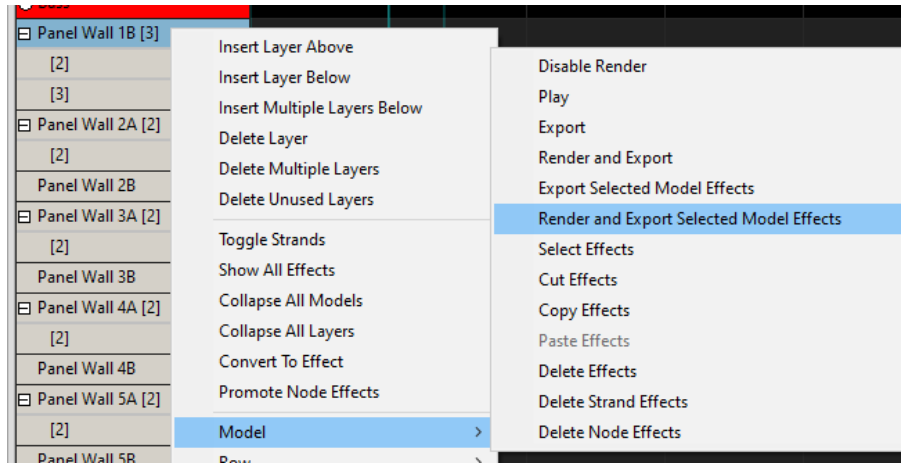 Panel Wall 1B [3]
[2]
[3]
Panel Wall 2A [2]
[2]
Panel Wall 2B
Panel Wall 3A [2]
[2]
Panel Wall 3B
Panel Wall 4A [2]
[2]
Panel Wall 4B
Panel Wall 5A [2]
[2]
Panel Wall 5B
Insert Layer Above
Insert Layer Below
Insert Multiple Layers Below
Delete Layer
Delete Multiple Layers
Delete Unused Layers
Toggle Strands
Show All Effects
Collapse All Models
Collapse All Layers
Convert To Effect
Promote Node Effects
Model
Row
Disable Render
Play
Export
Render and Export
Export Selected Model Effects
Render and Export Selected Model Effects
Select Effects
Cut Effects
Copy Effects
Paste Effects
Delete Effects
Delete Strand Effects
Delete Node Effects